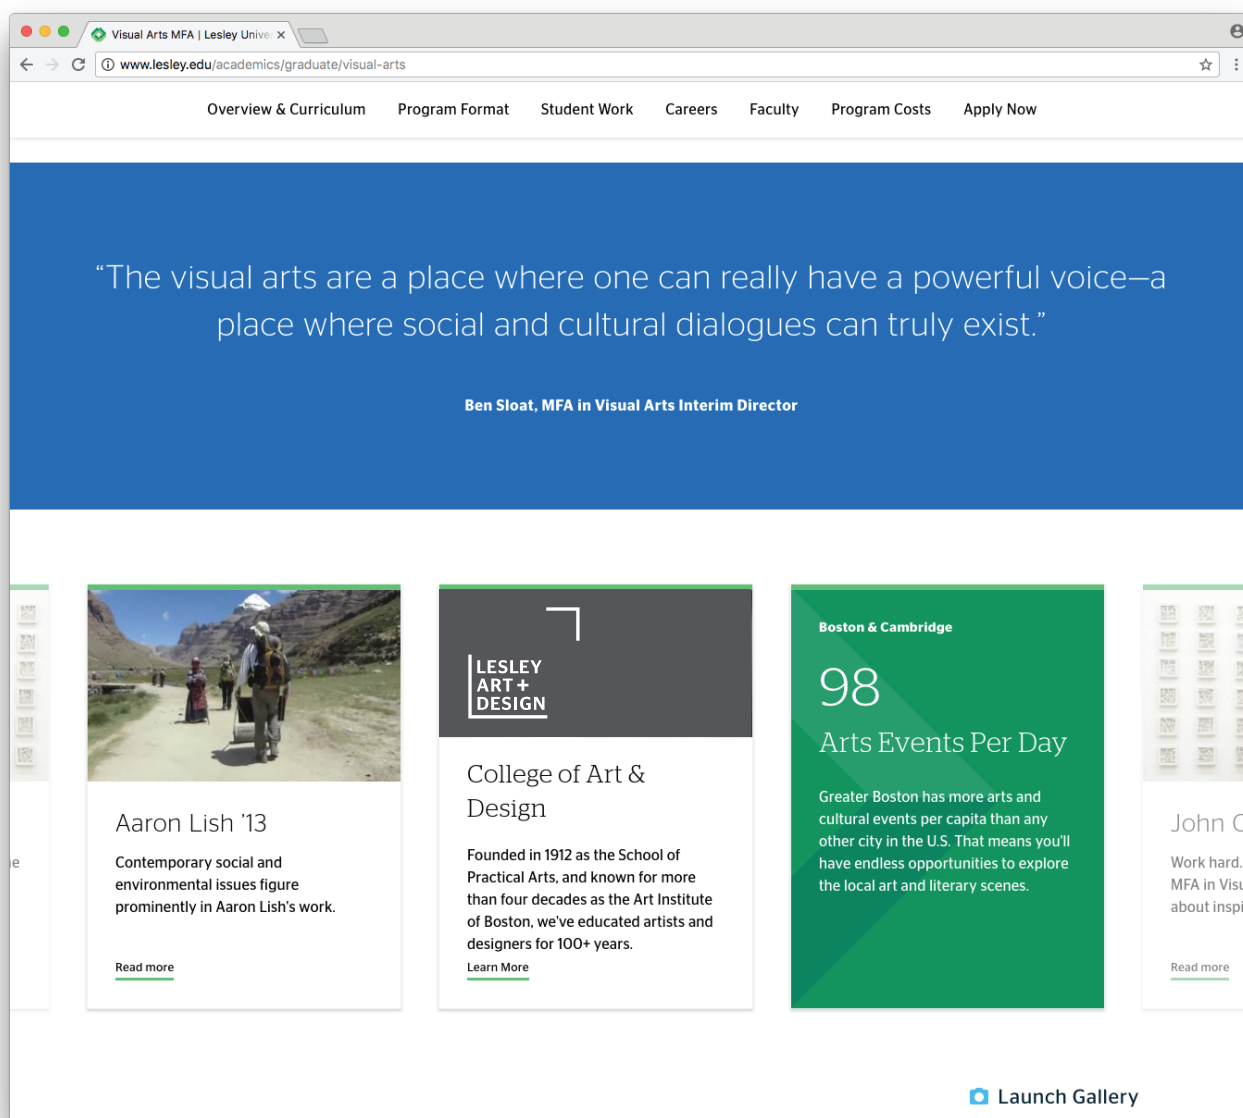 Visual Arts MFA | Lesley Unive
www.lesley.edu/academics/graduate/visual-arts
Overview & Curriculum Program Format Student Work Careers Faculty Program Costs Apply Now
“The visual arts are a place where one can really have a powerful voice—a
place where social and cultural dialogues can truly exist.”
Ben Sloat, MFA in Visual Arts Interim Director
Aaron Lish ’13
Contemporary social and
environmental issues figure
prominently in Aaron Lish's work.
Read more
LESLEY
ART+
DESIGN
College of Art &
Design
Founded in 1912 as the School of
Practical Arts, and known for more
than four decades as the Art Institute
of Boston, we've educated artists and
designers for 100+ years.
Learn More
Boston & Cambridge
98
Arts Events Per Day
Greater Boston has more arts and
cultural events per capita than any
other city in the U.S. That means you'll
have endless opportunities to explore
the local art and literary scenes.
John
Work hard.
MFA in Visu
about inspi
Read more
Launch Gallery